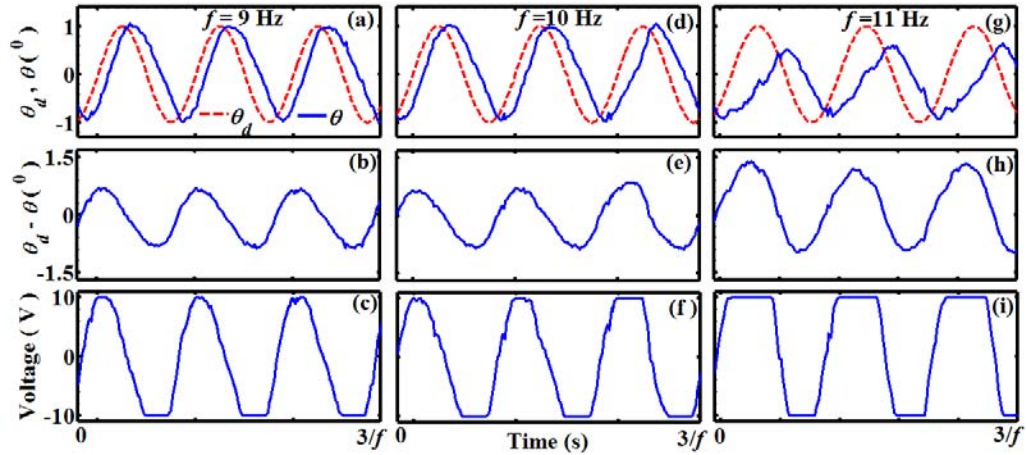 f = 9 Hz (a)
f =10 Hz (d)
f =11 Hz (g)
θd , θ ( 0 )
1
0
-1
θd θ
(b)
(e)
(h)
θd - θ ( 0 )
1.5
0
-1.5
(c)
(f )
(i)
Voltage ( V )
10
0
-10
0 3/f 0 Time (s) 3/f 0 3/f